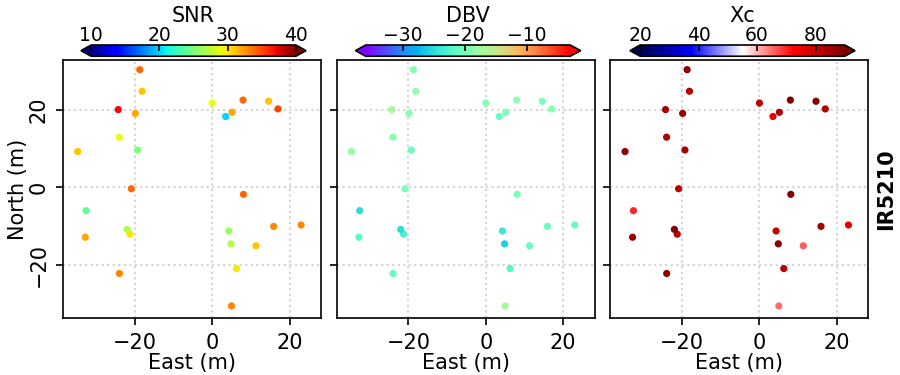 SNR DBV Xc
10 20 30 40 −30 −20 −10 20 40 60 80
North (m)
20
0
−20
−20 0 20 −20 0 20 −20 0 20
East (m) East (m) East (m)
IR5210